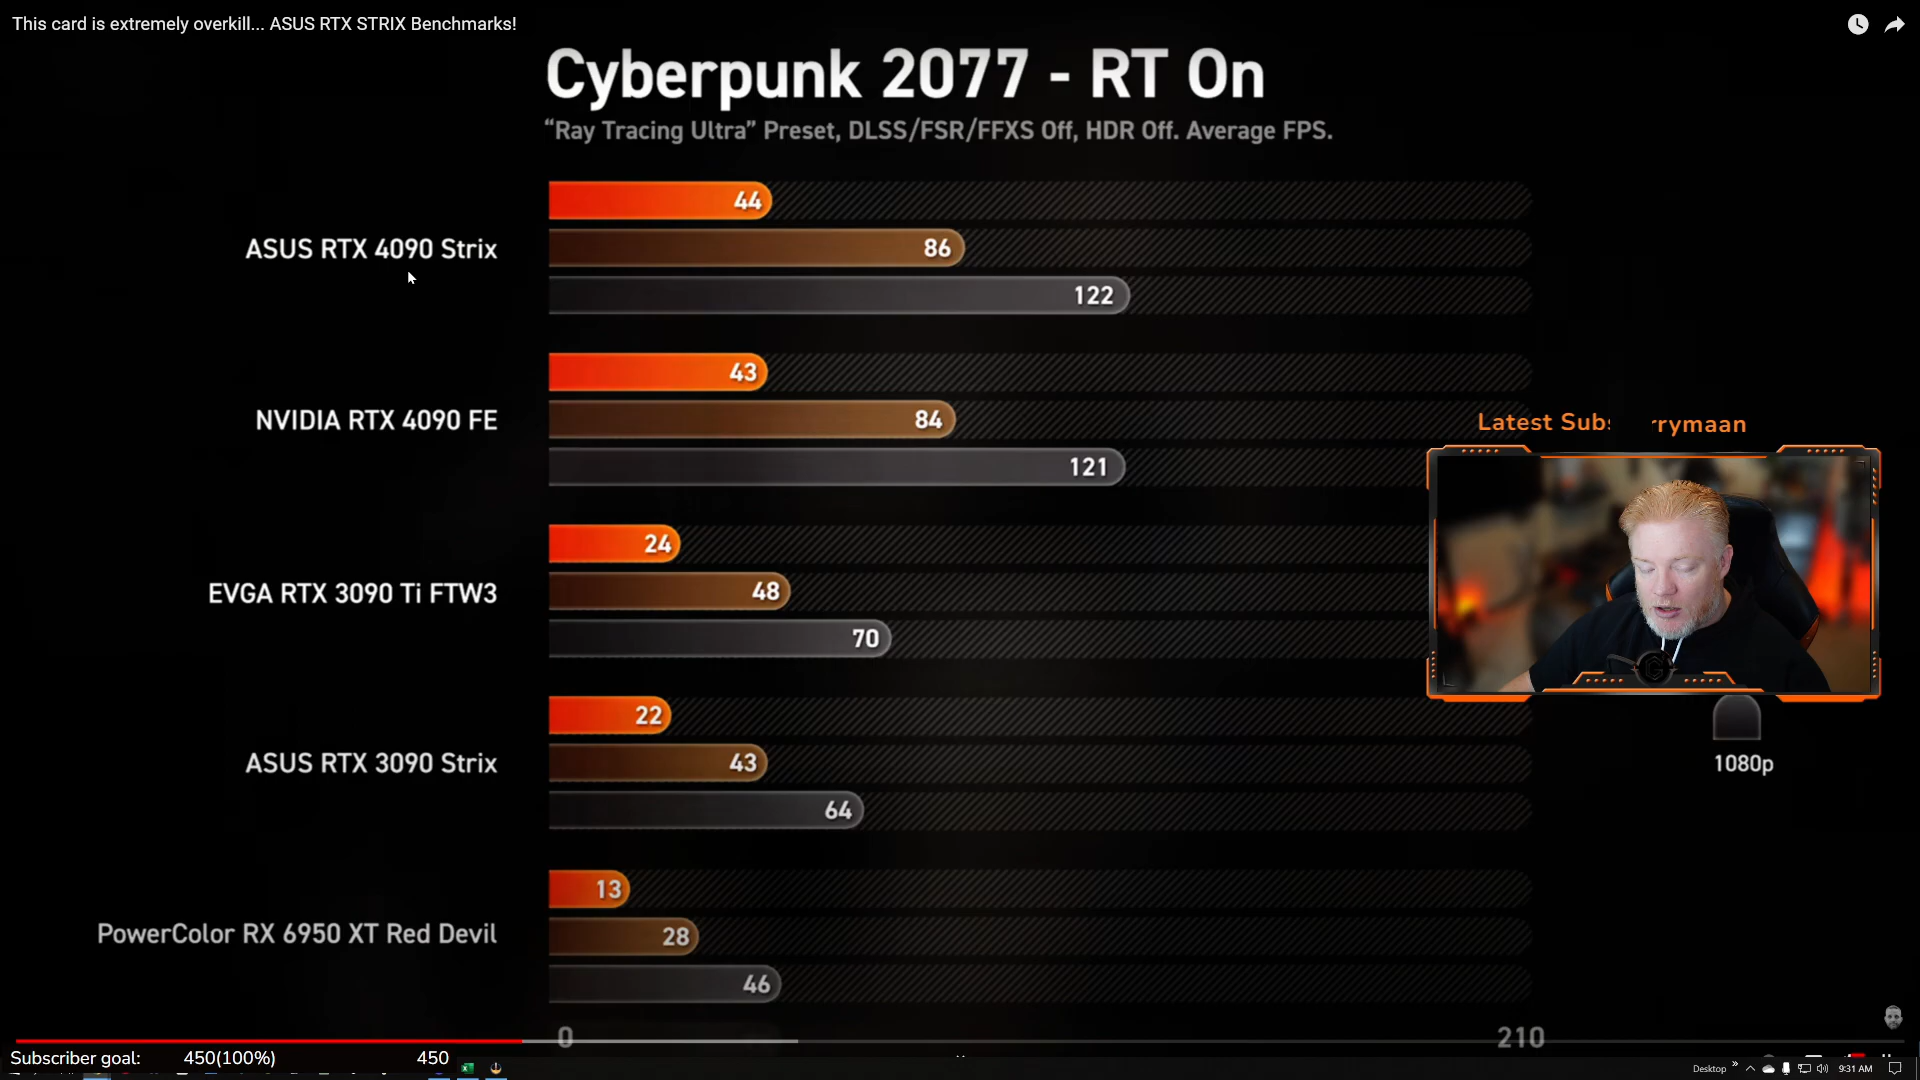 This card is extremely overkill... ASUS RTX STRIX Benchmarks!
Cyberpunk 2077 - RT On
“Ray Tracing Ultra” Preset, DLSS/FSR/FFXS Off, HDR Off. Average FPS.
44
ASUS RTX 4090 Strix
86
122
43
NVIDIA RTX 4090 FE
84
121
Latest Subs
rrymaan
24
EVGA RTX 3090 Ti FTW3
48
70
22
ASUS RTX 3090 Strix
43
1080p
64
13
PowerColor RX 6950 XT Red Devil
28
46
0
210
Subscriber goal:
450(100%)
450
Desktop
9:31 AM